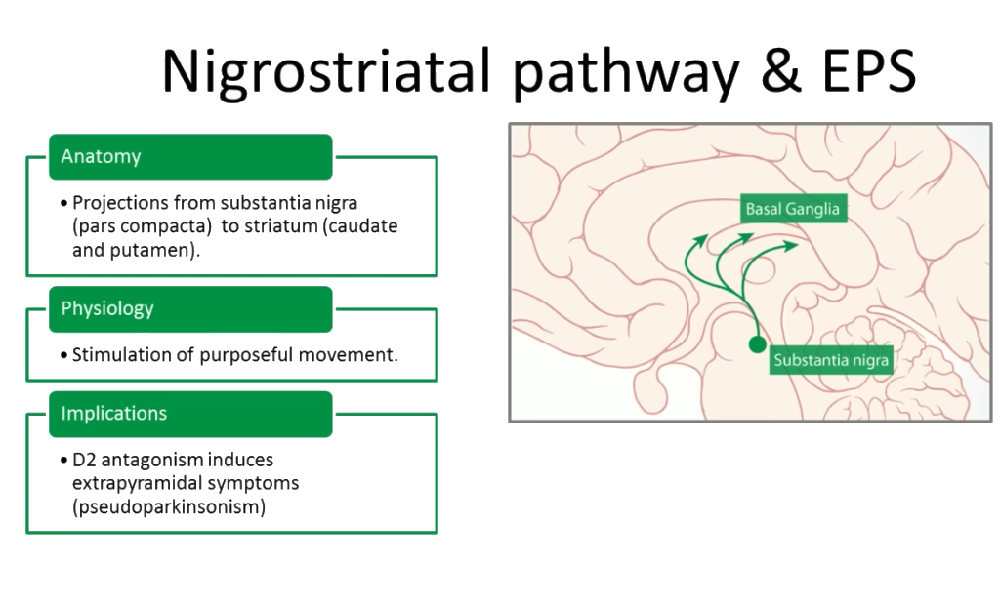 Nigrostriatal pathway & EPS
Anatomy
• Projections from substantia nigra
(pars compacta) to striatum (caudate
and putamen).
Physiology
• Stimulation of purposeful movement.
Implications
• D2 antagonism induces
extrapyramidal symptoms
(pseudoparkinsonism)
Basal Ganglia
Substantia nigra